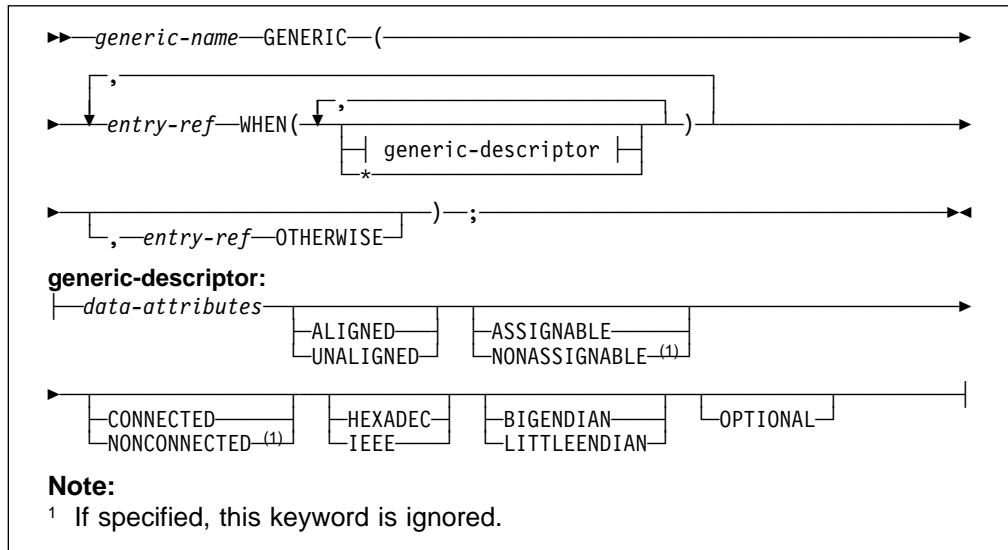 generic-name GENERIC (
,
,
entry-ref WHEN( generic-descriptor )
*
) ;
, entry-ref OTHERWISE
generic-descriptor:
data-attributes
ALIGNED ASSIGNABLE
UNALIGNED NONASSIGNABLE (1)
CONNECTED HEXADEC BIGENDIAN OPTIONAL
NONCONNECTED (1) IEEE LITTLEENDIAN
Note:
1 If specified, this keyword is ignored.